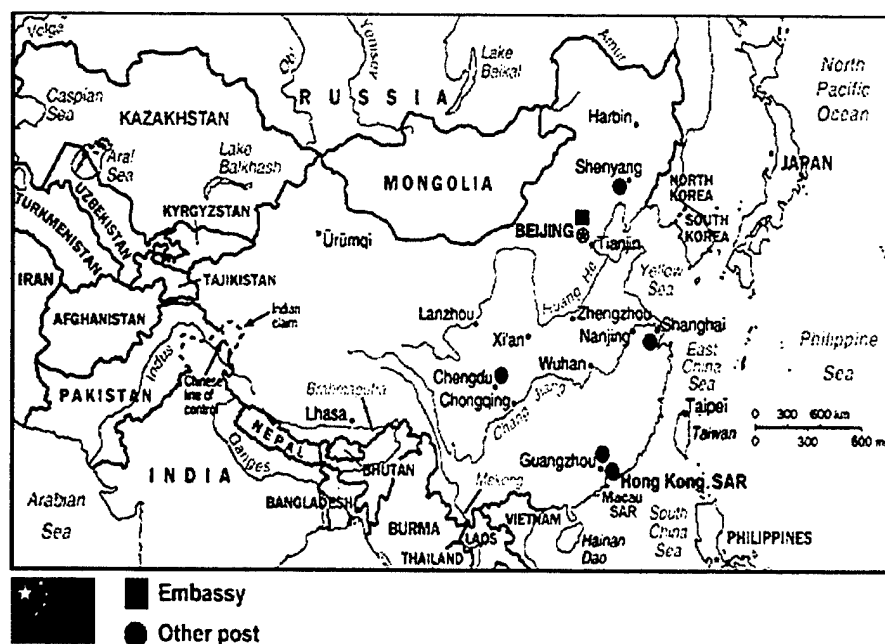 Volga
Ob
Yenisey
Lake
Baikal
Amur
North
Pacific
Ocean
RUSSIA
Caspian
Sea
KAZAKHSTAN
Harbin
Aral
Sea
Lake
Balkhash
Shenyang
MONGOLIA
JAPAN
NORTH
KOREA
UZBEKISTAN
KYRGYZSTAN
TURKMENISTAN
SOUTH
KOREA
Ürümqi
BEIJING
Tianjin
IRAN
TAJIKISTAN
Yellow
Sea
Huang He
AFGHANISTAN
Indian
claim
Lanzhou
Zhengzhou
Xi'an
Nanjing
Shanghai
Philippine
Sea
East
China
Sea
Indus
PAKISTAN
Chinese
line of
control
Wuhan
Chengdu
Chongqing
Chang Jiang
Brahmaputra
Lhasa
Taipei
Taiwan
0 300 600 km
0 300 600 mi
NEPAL
Ganges
BHUTAN
Guangzhou
Hong Kong SAR
Macau
SAR
INDIA
Mekong
BANGLADESH
Arabian
Sea
BURMA
VIETNAM
LAOS
THAILAND
Hainan
Dao
South
China
Sea
PHILIPPINES
Embassy
Other post